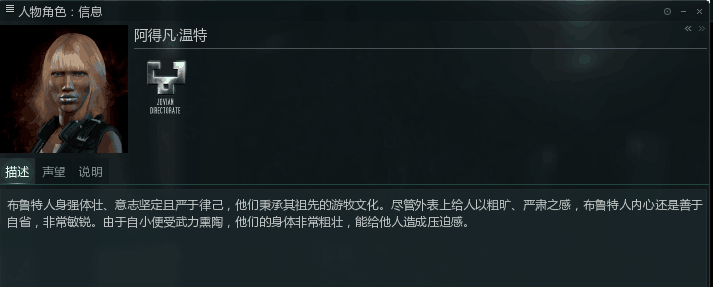 人物角色：信息
阿得凡·温特
JOVIAN
DIRECTORATE
描述 声望 说明
布鲁特人身强体壮、意志坚定且严于律己，他们秉承其祖先的游牧文化。尽管外表上给人以粗旷、严肃之感，布鲁特人内心还是善于
自省，非常敏锐。由于自小便受武力熏陶，他们的身体非常粗壮，能给他人造成压迫感。